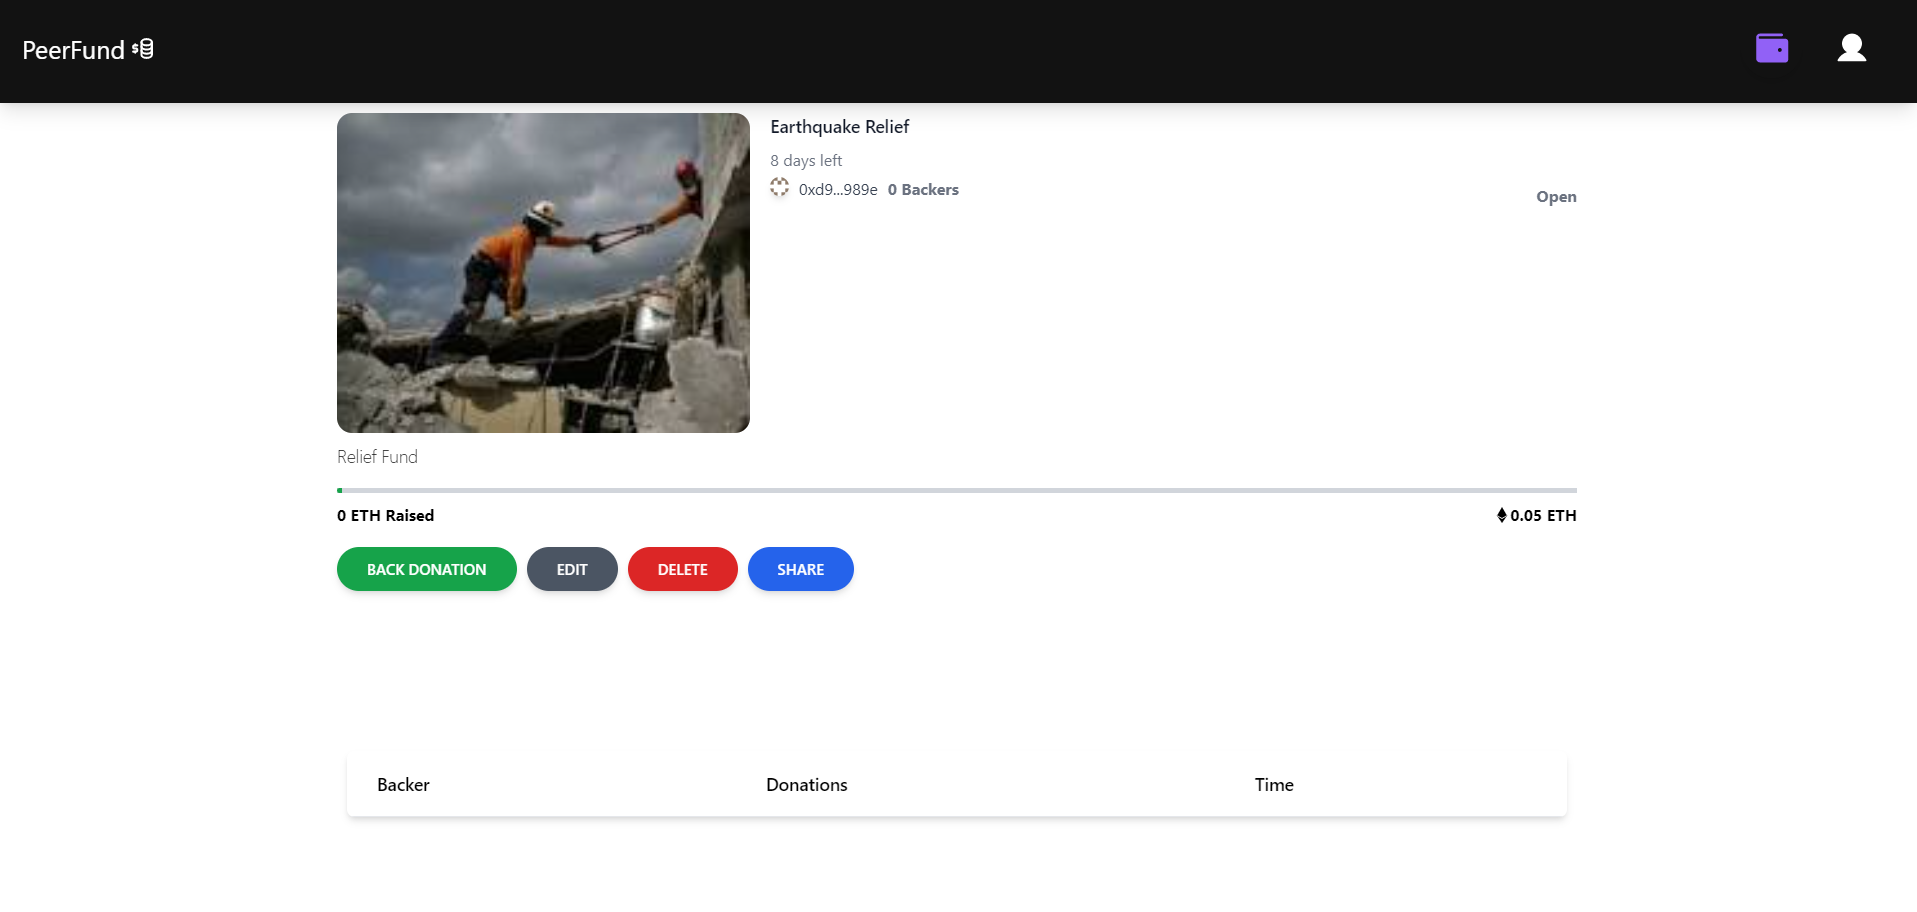 PeerFund
Earthquake Relief
8 days left
0xd9...989e 0 Backers
Open
Relief Fund
0 ETH Raised
0.05 ETH
BACK DONATION EDIT DELETE SHARE
Backer Donations Time